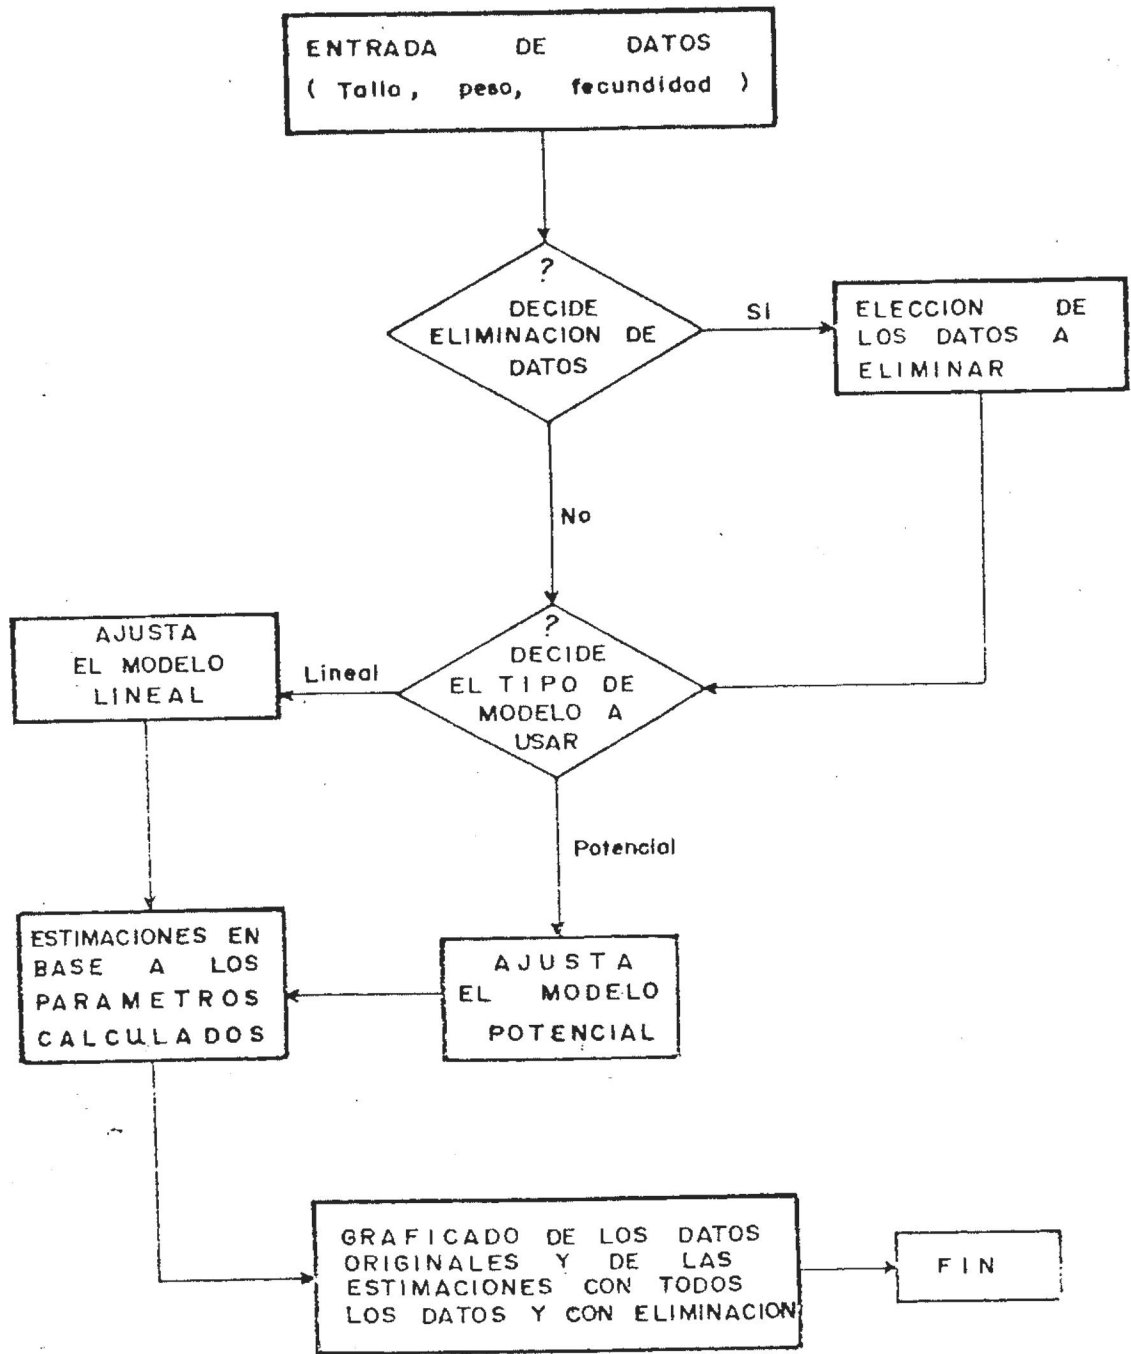 ENTRADA DE DATOS
( Talla, peso, fecundidad )
?
DECIDE
ELIMINACION DE
DATOS
SI
ELECCION DE
LOS DATOS A
ELIMINAR
No
?
DECIDE
EL TIPO DE
MODELO A
USAR
Lineal
AJUSTA
EL MODELO
LINEAL
Potencial
AJUSTA
EL MODELO
POTENCIAL
ESTIMACIONES EN
BASE A LOS
PARAMETROS
CALCULADOS
GRAFICADO DE LOS DATOS
ORIGINALES Y DE LAS
ESTIMACIONES CON TODOS
LOS DATOS Y CON ELIMINACION
FIN